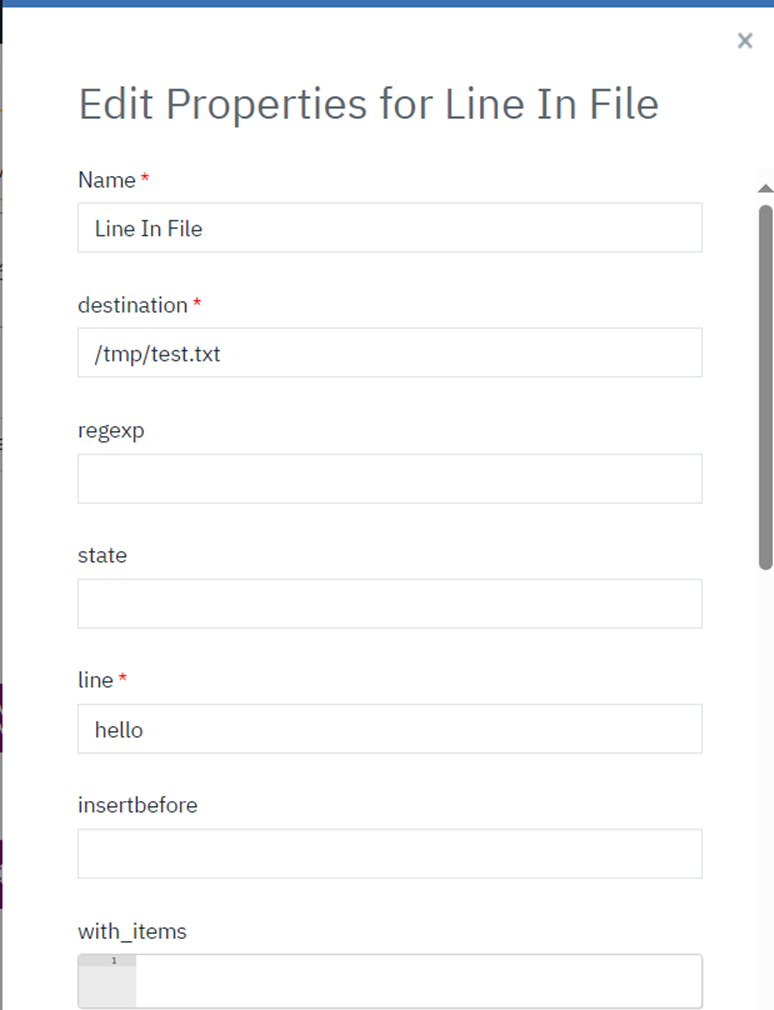 ×
Edit Properties for Line In File
Name *
Line In File
destination *
/tmp/test.txt
regexp
state
line *
hello
insertbefore
with_items
1